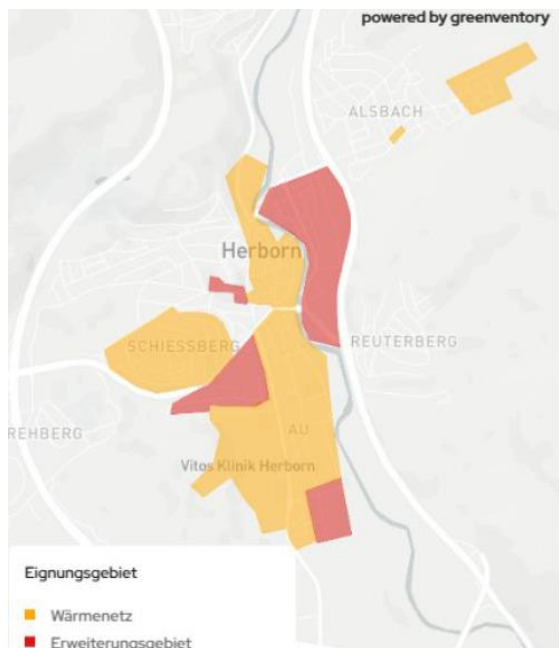 powered by greenventory
ALSBACH
Herborn
SCHIESSBERG
REUTERBERG
REHBERG
AU
Vitos Klinik Herborn
Eignungsgebiet
Wärmenetz
Erweiterungsgebiet